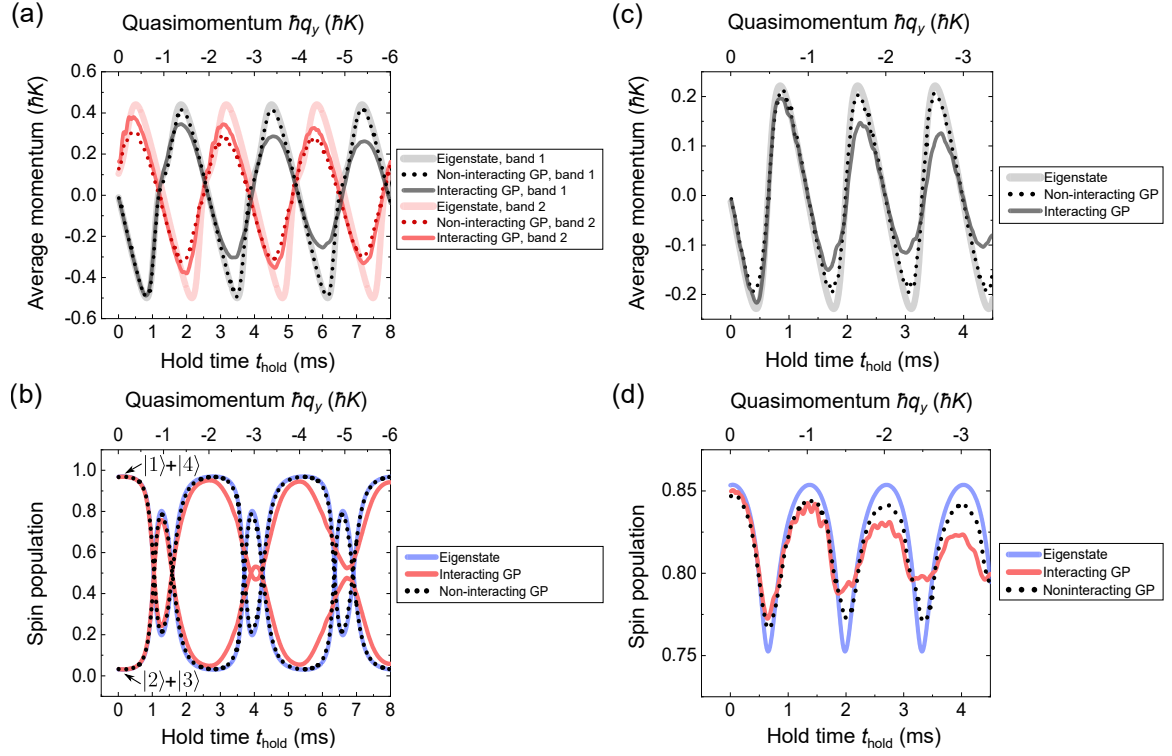 (a)
Quasimomentum ħq_y (ħK)
0 -1 -2 -3 -4 -5 -6
Average momentum (ħK)
0.6
0.4
0.2
0.0
-0.2
-0.4
-0.6
0 1 2 3 4 5 6 7 8
Hold time t_hold (ms)
Eigenstate, band 1
Non-interacting GP, band 1
Interacting GP, band 1
Eigenstate, band 2
Non-interacting GP, band 2
Interacting GP, band 2
(c)
Quasimomentum ħq_y (ħK)
0 -1 -2 -3
Average momentum (ħK)
0.2
0.1
0.0
-0.1
-0.2
0 1 2 3 4
Hold time t_hold (ms)
Eigenstate
Non-interacting GP
Interacting GP
(b)
Quasimomentum ħq_y (ħK)
0 -1 -2 -3 -4 -5 -6
Spin population
1.0
0.8
0.6
0.4
0.2
0.0
|1⟩+|4⟩
|2⟩+|3⟩
0 1 2 3 4 5 6 7 8
Hold time t_hold (ms)
Eigenstate
Interacting GP
Non-interacting GP
(d)
Quasimomentum ħq_y (ħK)
0 -1 -2 -3
Spin population
0.85
0.80
0.75
0 1 2 3 4
Hold time t_hold (ms)
Eigenstate
Interacting GP
Noninteracting GP